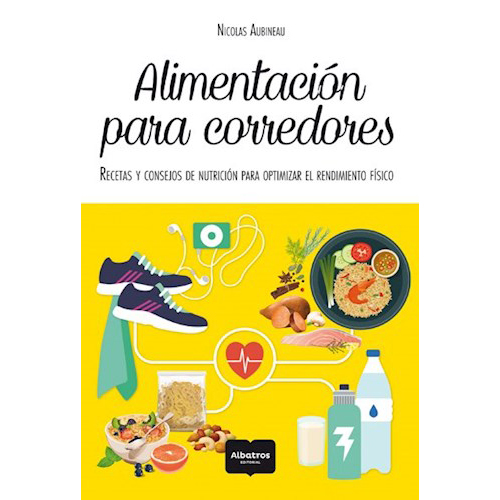 Nicolas Aubineau
Alimentación
para corredores
Recetas y consejos de nutrición para optimizar el rendimiento físico
Albatros
EDITORIAL